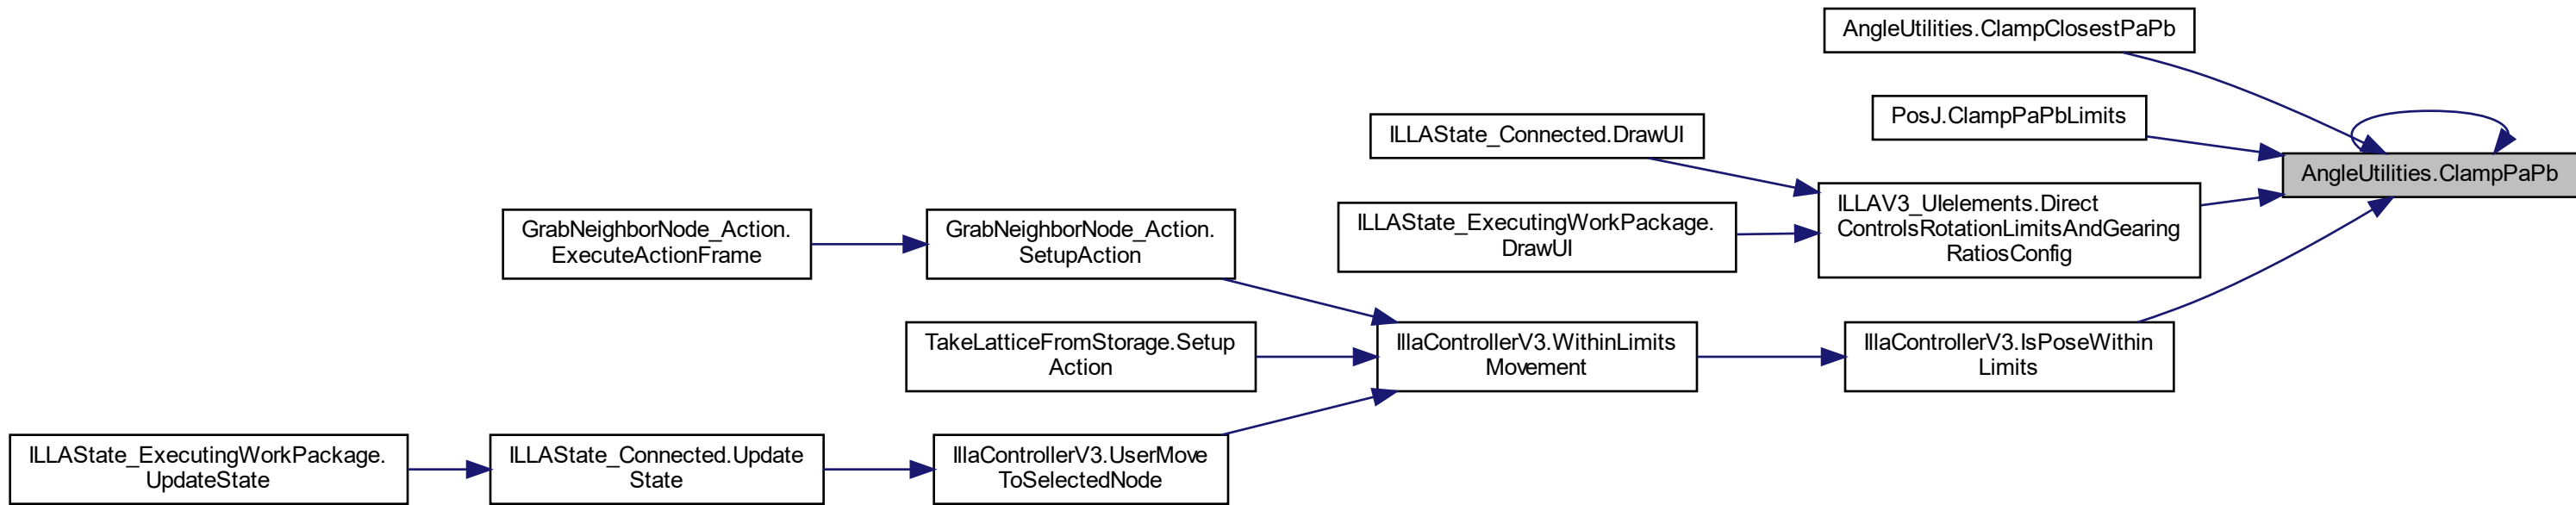 AngleUtilities.ClampClosestPaPb
PosJ.ClampPaPbLimits
ILLAState_Connected.DrawUI
AngleUtilities.ClampPaPb
ILLAState_ExecutingWorkPackage.
DrawUI
ILLAV3_UIelements.Direct
ControlsRotationLimitsAndGearing
RatiosConfig
GrabNeighborNode_Action.
ExecuteActionFrame
GrabNeighborNode_Action.
SetupAction
TakeLatticeFromStorage.Setup
Action
IllaControllerV3.WithinLimits
Movement
IllaControllerV3.IsPoseWithin
Limits
ILLAState_ExecutingWorkPackage.
UpdateState
ILLAState_Connected.Update
State
IllaControllerV3.UserMove
ToSelectedNode